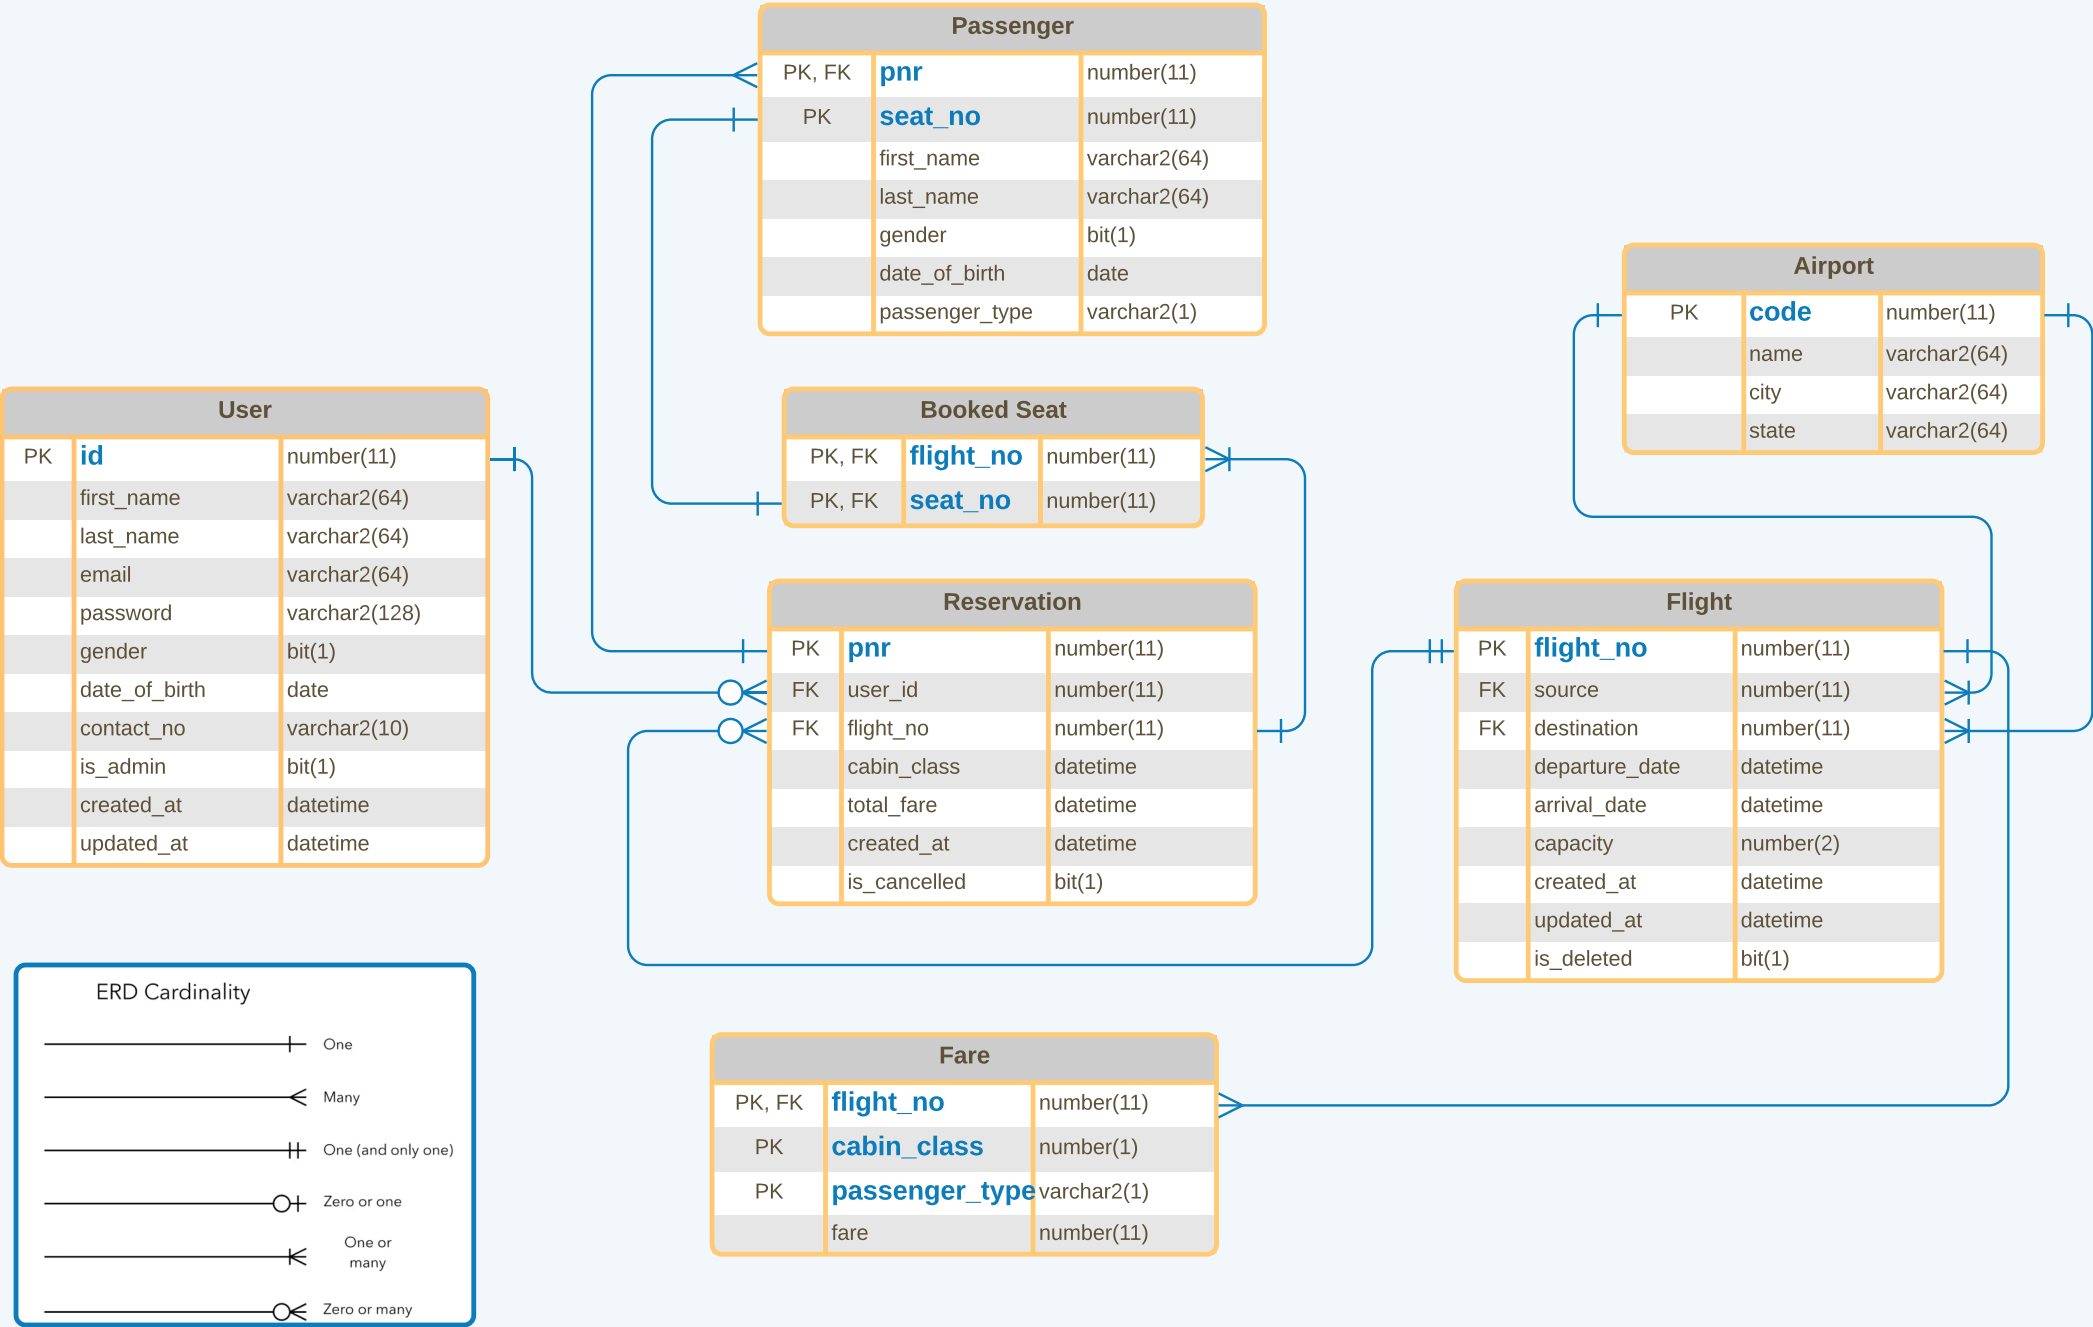 Passenger
PK, FK pnr number(11)
PK seat_no number(11)
first_name varchar2(64)
last_name varchar2(64)
gender bit(1)
date_of_birth date
passenger_type varchar2(1)
Airport
PK code number(11)
name varchar2(64)
city varchar2(64)
state varchar2(64)
User
PK id number(11)
first_name varchar2(64)
last_name varchar2(64)
email varchar2(64)
password varchar2(128)
gender bit(1)
date_of_birth date
contact_no varchar2(10)
is_admin bit(1)
created_at datetime
updated_at datetime
Booked Seat
PK, FK flight_no number(11)
PK, FK seat_no number(11)
Reservation
PK pnr number(11)
FK user_id number(11)
FK flight_no number(11)
cabin_class datetime
total_fare datetime
created_at datetime
is_cancelled bit(1)
Flight
PK flight_no number(11)
FK source number(11)
FK destination number(11)
departure_date datetime
arrival_date datetime
capacity number(2)
created_at datetime
updated_at datetime
is_deleted bit(1)
ERD Cardinality
One
Many
One (and only one)
Zero or one
One or
many
Zero or many
Fare
PK, FK flight_no number(11)
PK cabin_class number(1)
PK passenger_type varchar2(1)
fare number(11)